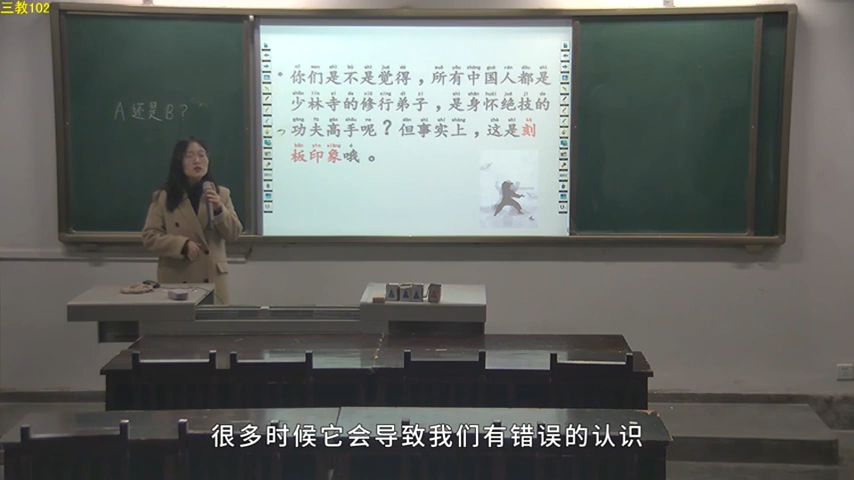 三教102
A还是B?
你们是不是觉得，所有中国人都是
少林寺的修行弟子，是身怀绝技的
功夫高手呢？但事实上，这是刻
板印象哦。
很多时候它会导致我们有错误的认识